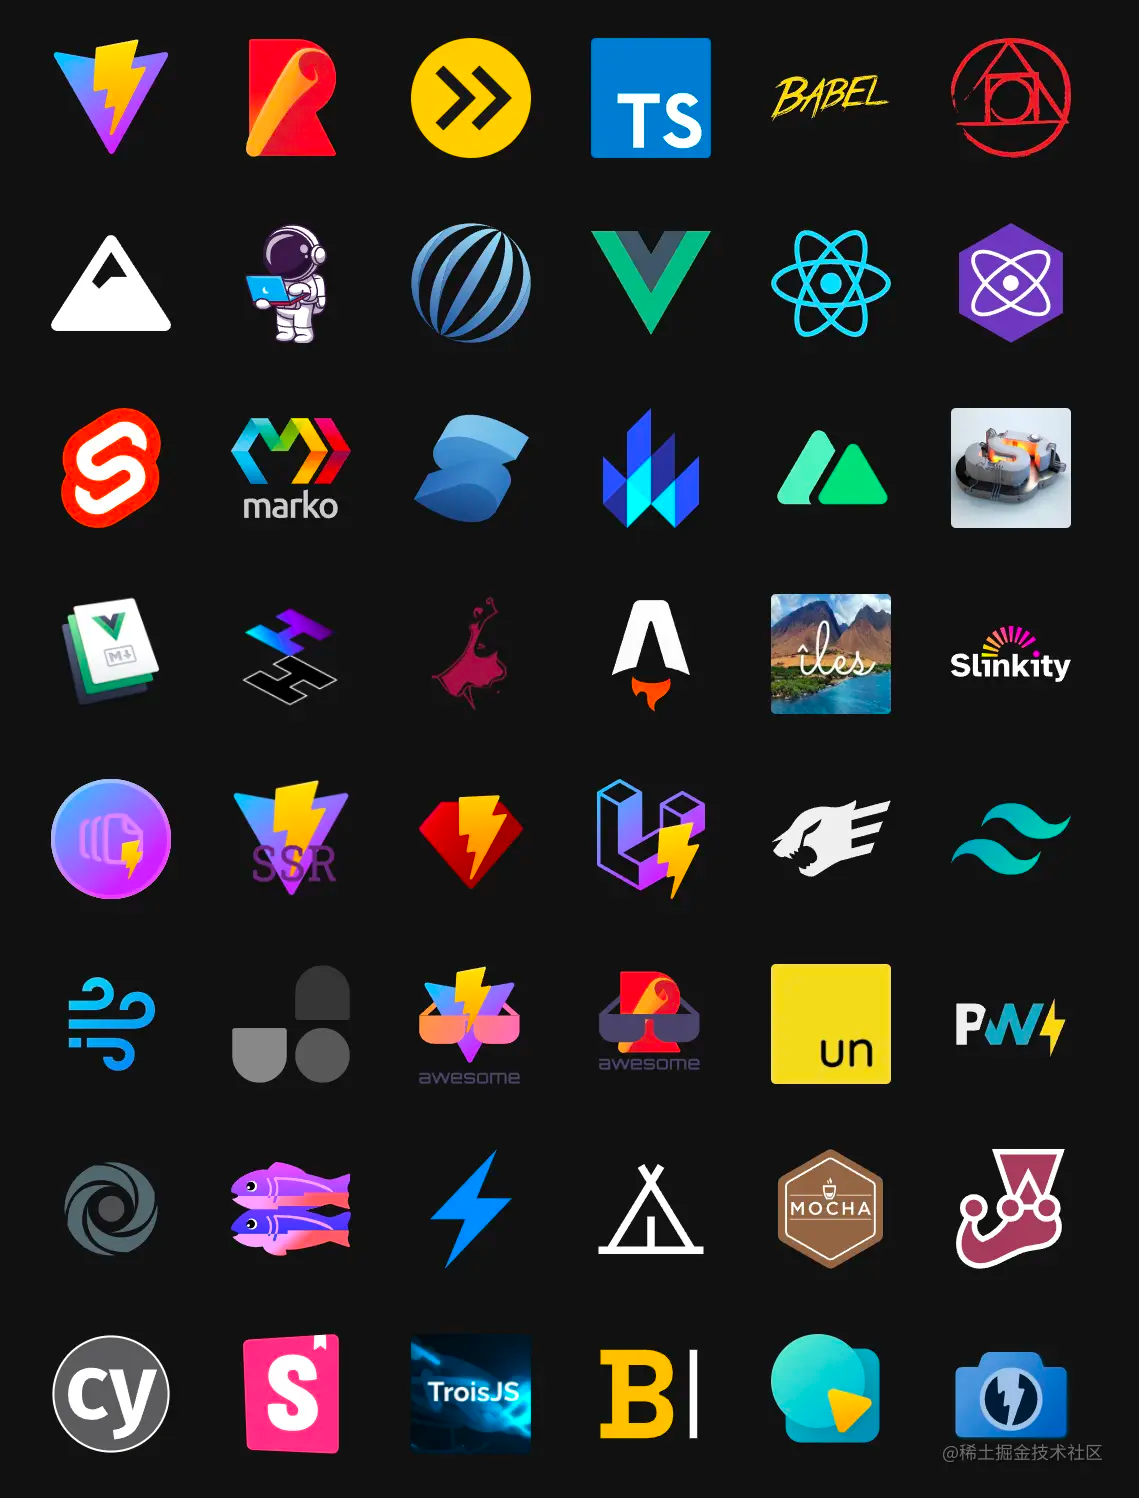 TS
BABEL
marko
M↓
îles
Slinkity
SSR
awesome
awesome
un
PW
MOCHA
cy
S
TroisJS
B
@稀土掘金技术社区